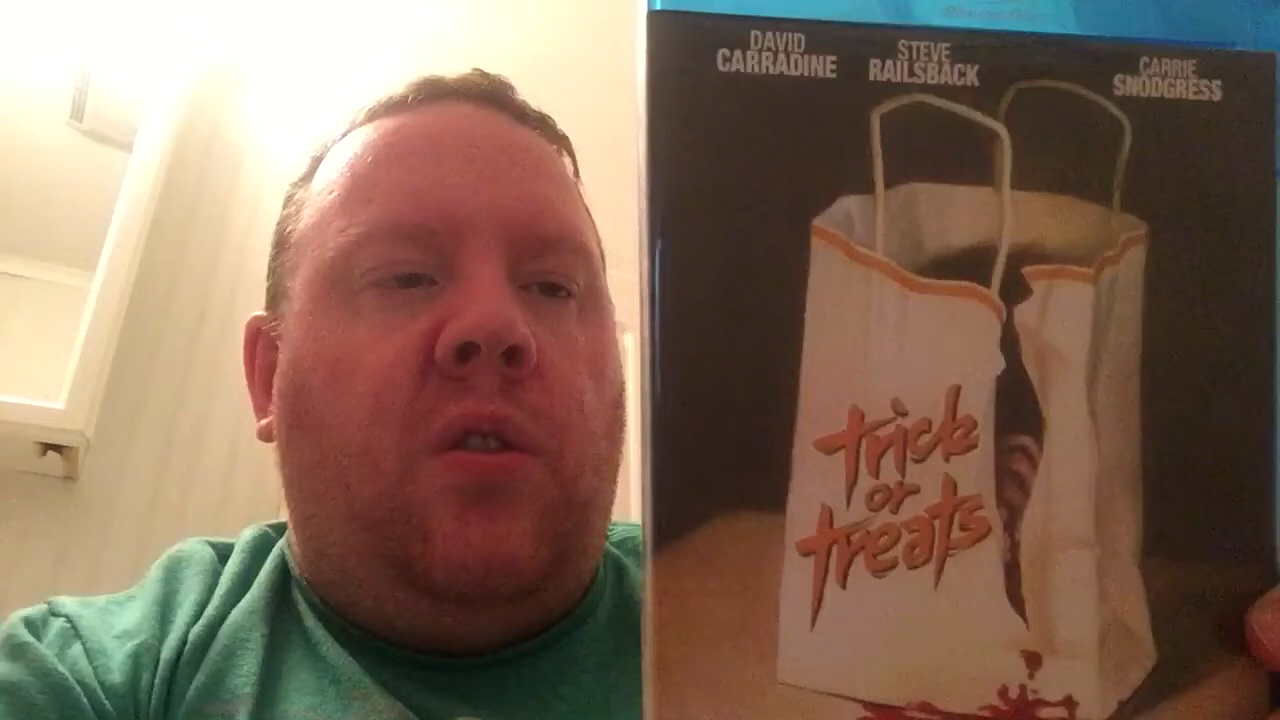 DAVID
CARRADINE
STEVE
RAILSBACK
CARRIE
SNODGRESS
trick
or
treats